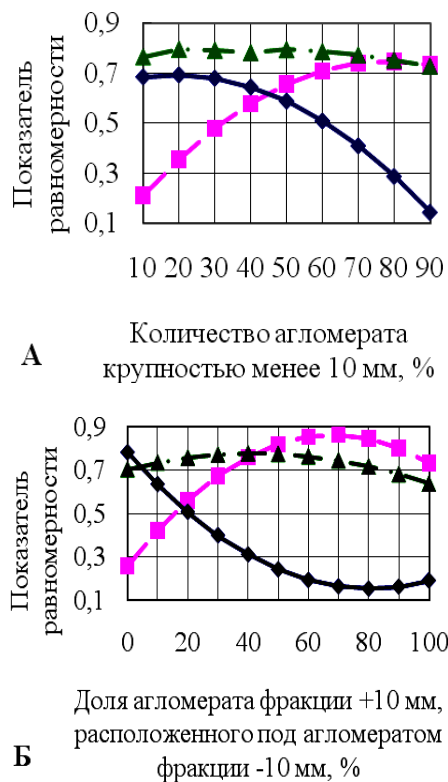 Показатель
равномерности
0,9
0,7
0,5
0,3
0,1
10 20 30 40 50 60 70 80 90
А
Количество агломерата
крупностью менее 10 мм, %
Показатель
равномерности
0,9
0,7
0,5
0,3
0,1
0 20 40 60 80 100
Доля агломерата фракции +10 мм,
расположенного под агломератом
Б
фракции -10 мм, %